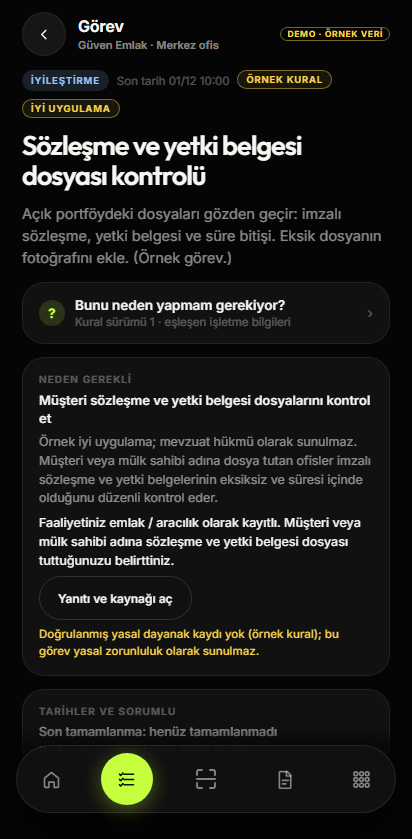 Görev
Güven Emlak · Merkez ofis
DEMO · ÖRNEK VERİ
İYİLEŞTİRME
Son tarih 01/12 10:00
ÖRNEK KURAL
İYİ UYGULAMA
Sözleşme ve yetki belgesi
dosyası kontrolü
Açık portföydeki dosyaları gözden geçir: imzalı
sözleşme, yetki belgesi ve süre bitişi. Eksik dosyanın
fotoğrafını ekle. (Örnek görev.)
?
Bunu neden yapmam gerekiyor?
Kural sürümü 1 · eşleşen işletme bilgileri
NEDEN GEREKLİ
Müşteri sözleşme ve yetki belgesi dosyalarını kontrol
et
Örnek iyi uygulama; mevzuat hükmü olarak sunulmaz.
Müşteri veya mülk sahibi adına dosya tutan ofisler imzalı
sözleşme ve yetki belgelerinin eksiksiz ve süresi içinde
olduğunu düzenli kontrol eder.
Faaliyetiniz emlak / aracılık olarak kayıtlı. Müşteri veya
mülk sahibi adına sözleşme ve yetki belgesi dosyası
tuttuğunuzu belirttiniz.
Yanıtı ve kaynağı aç
Doğrulanmış yasal dayanak kaydı yok (örnek kural); bu
görev yasal zorunluluk olarak sunulmaz.
TARİHLER VE SORUMLU
Son tamamlanma: henüz tamamlanmadı